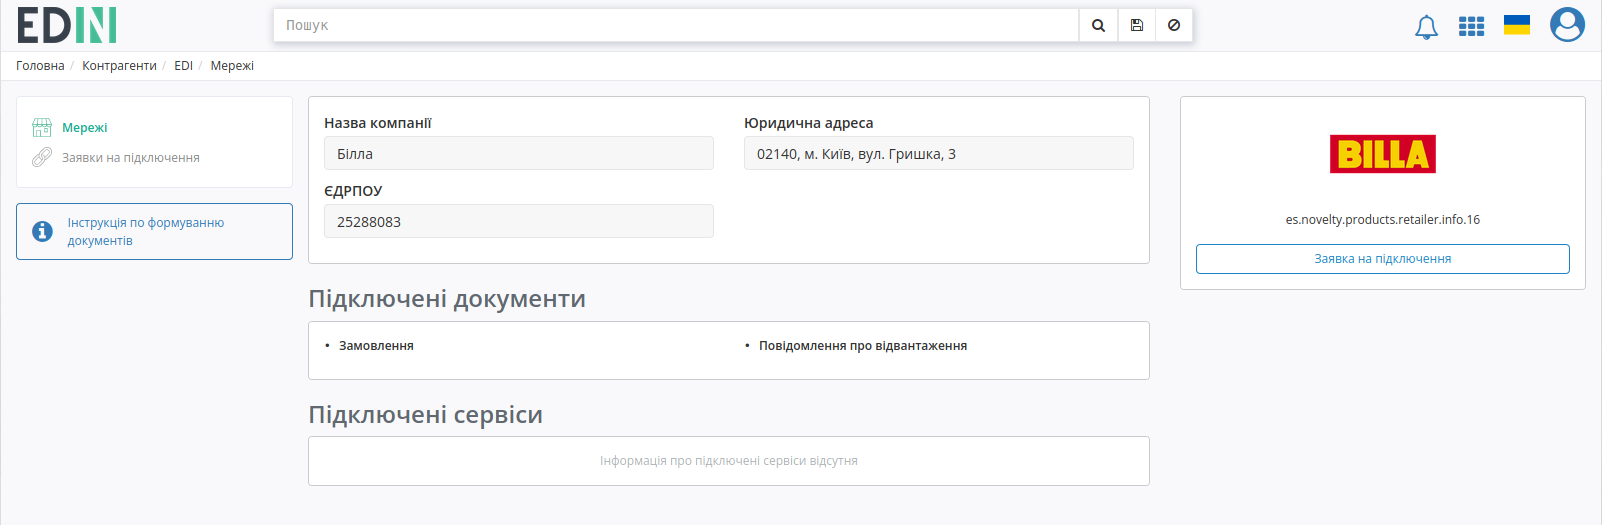 EDIN
Пошук
Головна / Контрагенти / EDI / Мережі
Мережі
Заявки на підключення
Інструкція по формуванню
документів
Назва компанії
Білла
Юридична адреса
02140, м. Київ, вул. Гришка, 3
ЄДРПОУ
25288083
Підключені документи
• Замовлення
• Повідомлення про відвантаження
Підключені сервіси
Інформація про підключені сервіси відсутня
BILLA
es.novelty.products.retailer.info.16
Заявка на підключення